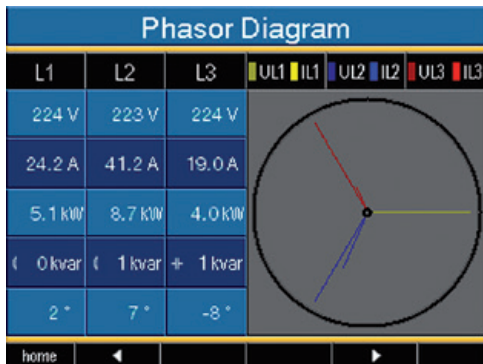 Phasor Diagram
L1 L2 L3 UL1 IL1 UL2 IL2 UL3 IL3
224 V 223 V 224 V
24.2 A 41.2 A 19.0 A
5.1 kW 8.7 kW 4.0 kW
0 kvar 1 kvar 1 kvar
2 ° 7 ° -8 °
home